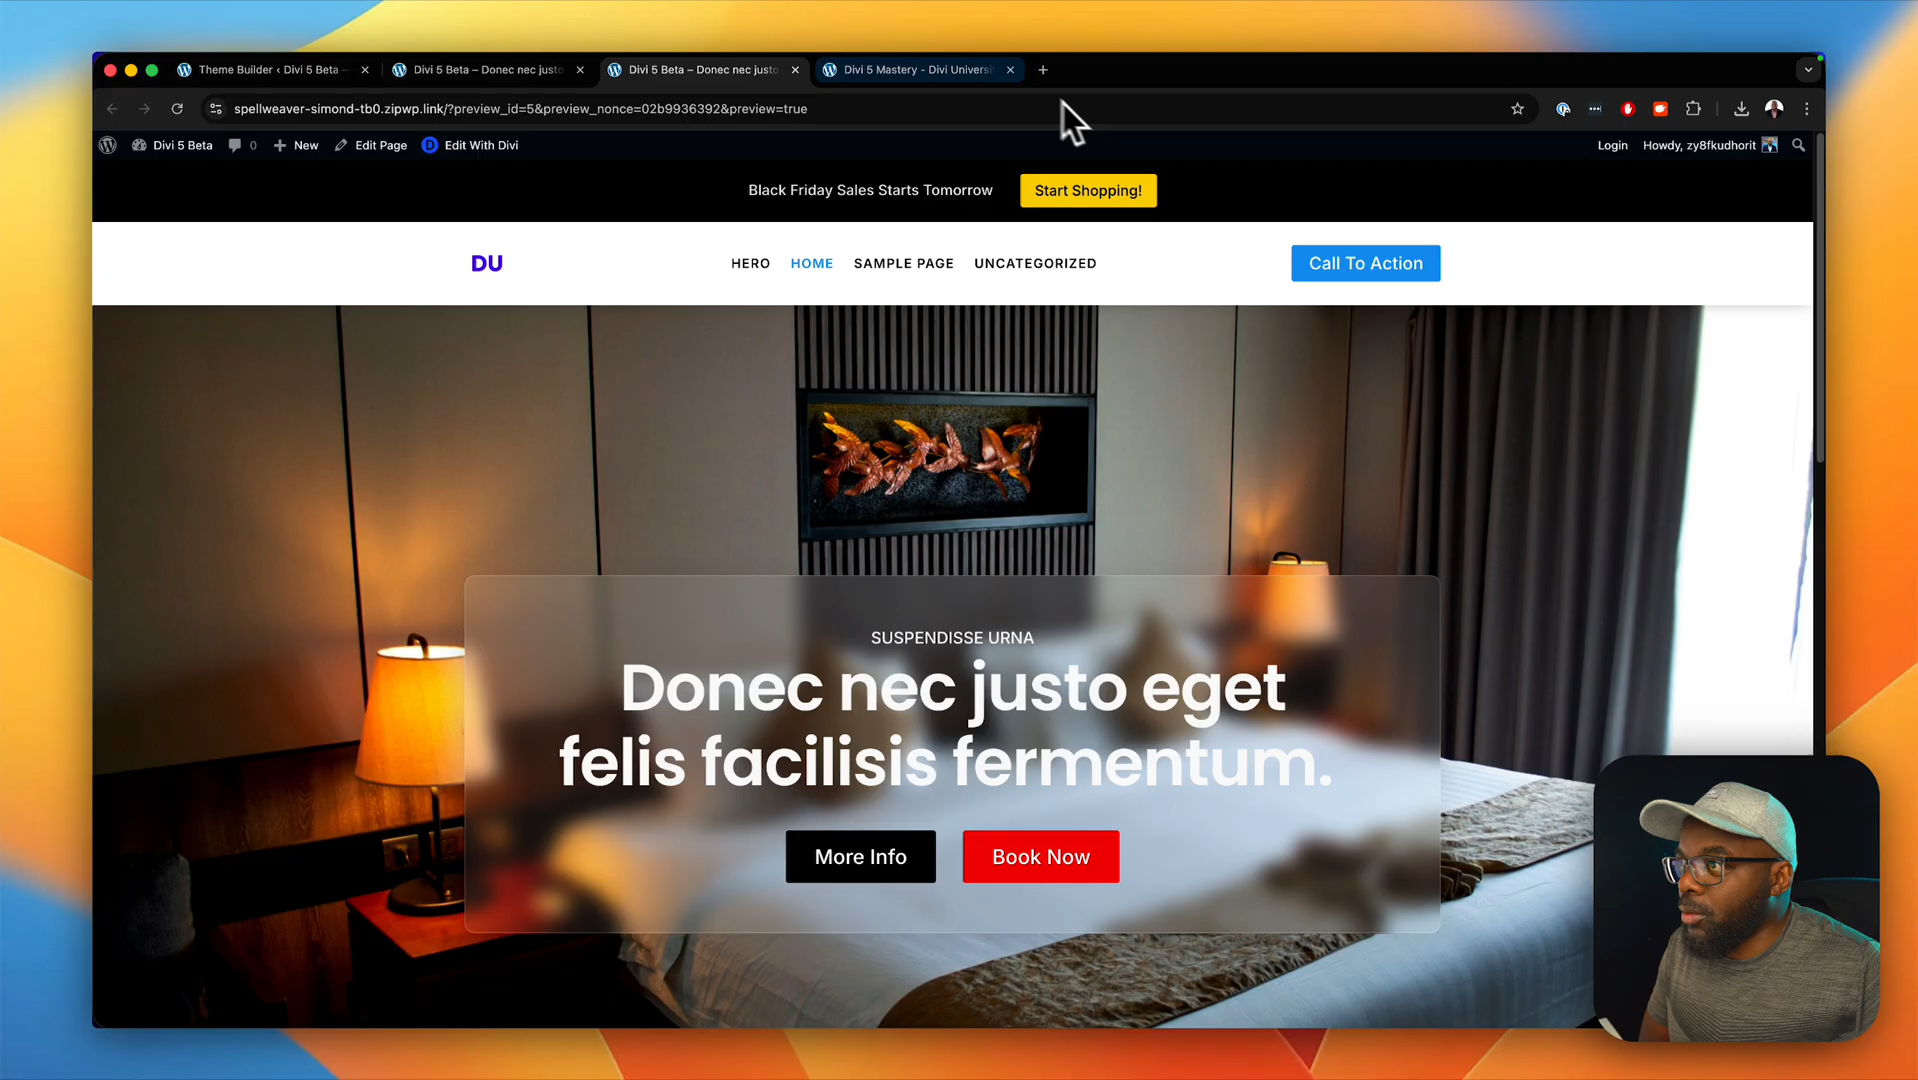 Theme Builder ‹ Divi 5 Beta —
Divi 5 Beta – Donec nec justo
Divi 5 Beta – Donec nec justo
Divi 5 Mastery - Divi Universit
spellweaver-simond-tb0.zipwp.link/?preview_id=5&preview_nonce=02b9936392&preview=true
Divi 5 Beta
0
New
Edit Page
D
Edit With Divi
Login
Howdy, zy8fkudhorit
Black Friday Sales Starts Tomorrow
Start Shopping!
DU
HERO
HOME
SAMPLE PAGE
UNCATEGORIZED
Call To Action
SUSPENDISSE URNA
Donec nec justo eget
felis facilisis fermentum.
More Info
Book Now